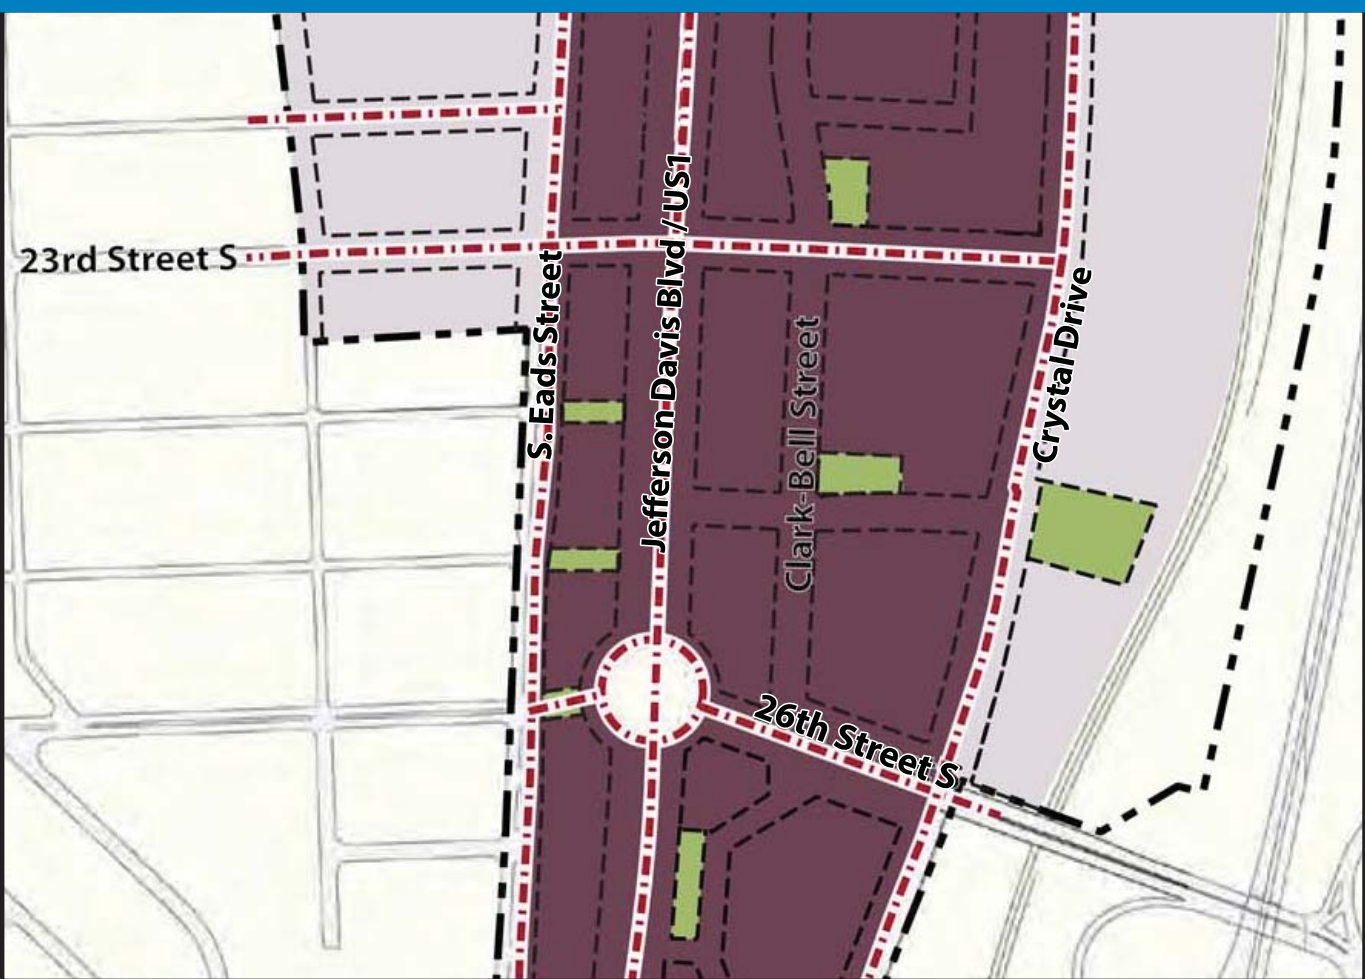 23rd Street S
S. Eads Street
Jefferson Davis Blvd / US1
Clark-Bell Street
Crystal Drive
26th Street S